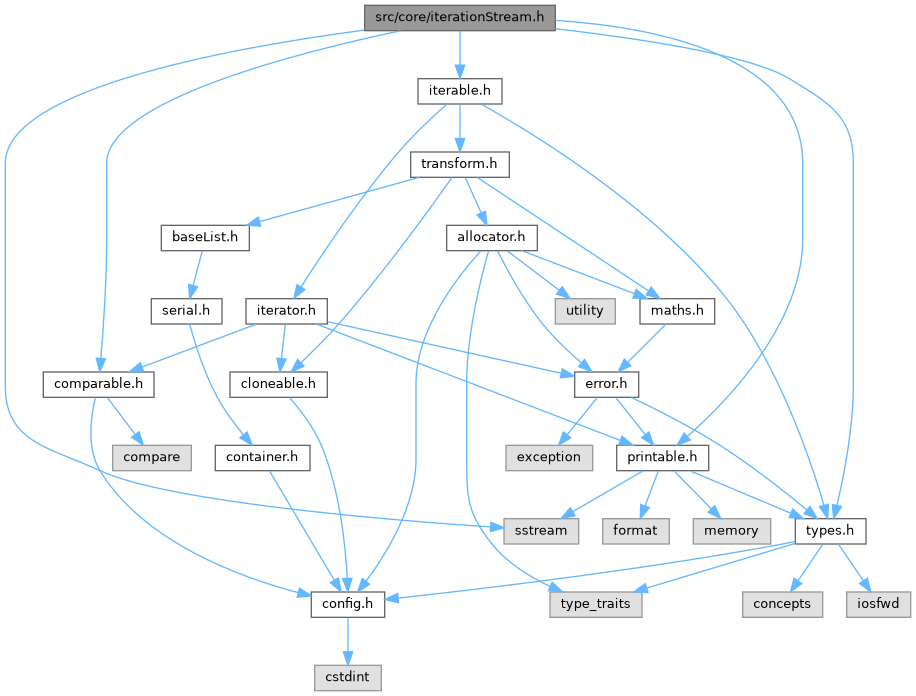 src/core/iterationStream.h
iterable.h
transform.h
baseList.h
allocator.h
serial.h
iterator.h
utility
maths.h
comparable.h
cloneable.h
error.h
compare
container.h
exception
printable.h
sstream
format
memory
types.h
config.h
type_traits
concepts
iosfwd
cstdint